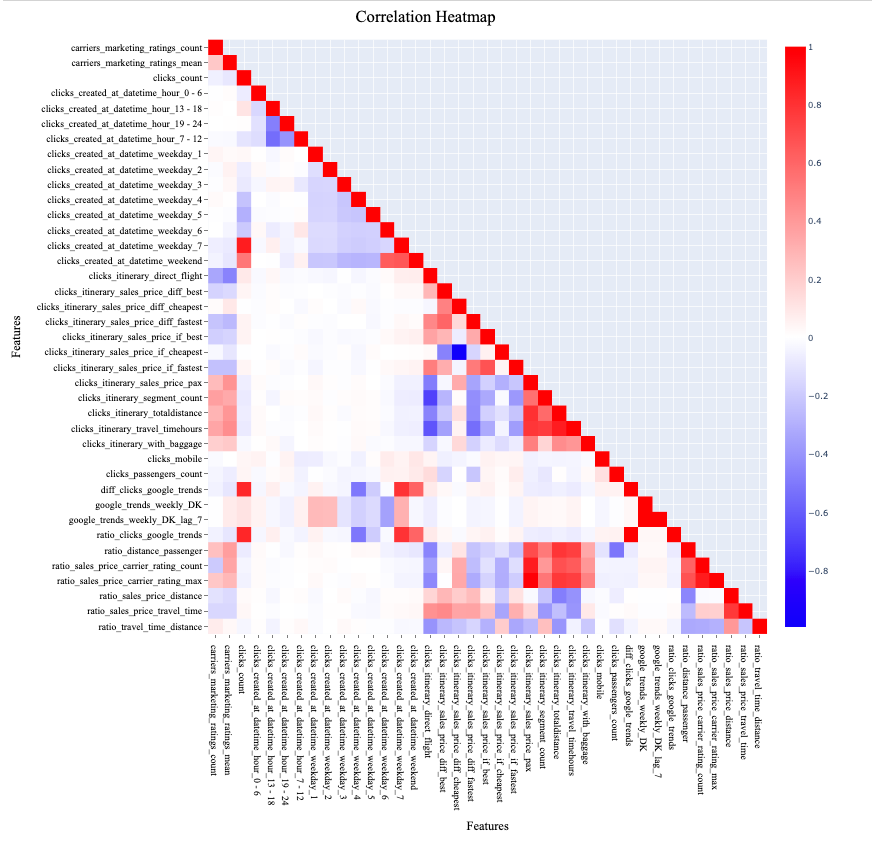 Correlation Heatmap
Features
carriers_marketing_ratings_count
carriers_marketing_ratings_mean
clicks_count
clicks_created_at_datetime_hour_0 - 6
clicks_created_at_datetime_hour_13 - 18
clicks_created_at_datetime_hour_19 - 24
clicks_created_at_datetime_hour_7 - 12
clicks_created_at_datetime_weekday_1
clicks_created_at_datetime_weekday_2
clicks_created_at_datetime_weekday_3
clicks_created_at_datetime_weekday_4
clicks_created_at_datetime_weekday_5
clicks_created_at_datetime_weekday_6
clicks_created_at_datetime_weekday_7
clicks_created_at_datetime_weekend
clicks_itinerary_direct_flight
clicks_itinerary_sales_price_diff_best
clicks_itinerary_sales_price_diff_cheapest
clicks_itinerary_sales_price_diff_fastest
clicks_itinerary_sales_price_if_best
clicks_itinerary_sales_price_if_cheapest
clicks_itinerary_sales_price_if_fastest
clicks_itinerary_sales_price_pax
clicks_itinerary_segment_count
clicks_itinerary_totaldistance
clicks_itinerary_travel_timehours
clicks_itinerary_with_baggage
clicks_mobile
clicks_passengers_count
diff_clicks_google_trends
google_trends_weekly_DK
google_trends_weekly_DK_lag_7
ratio_clicks_google_trends
ratio_distance_passenger
ratio_sales_price_carrier_rating_count
ratio_sales_price_carrier_rating_max
ratio_sales_price_distance
ratio_sales_price_travel_time
ratio_travel_time_distance
carriers_marketing_ratings_count
carriers_marketing_ratings_mean
clicks_count
clicks_created_at_datetime_hour_0 - 6
clicks_created_at_datetime_hour_13 - 18
clicks_created_at_datetime_hour_19 - 24
clicks_created_at_datetime_hour_7 - 12
clicks_created_at_datetime_weekday_1
clicks_created_at_datetime_weekday_2
clicks_created_at_datetime_weekday_3
clicks_created_at_datetime_weekday_4
clicks_created_at_datetime_weekday_5
clicks_created_at_datetime_weekday_6
clicks_created_at_datetime_weekday_7
clicks_created_at_datetime_weekend
clicks_itinerary_direct_flight
clicks_itinerary_sales_price_diff_best
clicks_itinerary_sales_price_diff_cheapest
clicks_itinerary_sales_price_diff_fastest
clicks_itinerary_sales_price_if_best
clicks_itinerary_sales_price_if_cheapest
clicks_itinerary_sales_price_if_fastest
clicks_itinerary_sales_price_pax
clicks_itinerary_segment_count
clicks_itinerary_totaldistance
clicks_itinerary_travel_timehours
clicks_itinerary_with_baggage
clicks_mobile
clicks_passengers_count
diff_clicks_google_trends
google_trends_weekly_DK
google_trends_weekly_DK_lag_7
ratio_clicks_google_trends
ratio_distance_passenger
ratio_sales_price_carrier_rating_count
ratio_sales_price_carrier_rating_max
ratio_sales_price_distance
ratio_sales_price_travel_time
ratio_travel_time_distance
Features
1
0.8
0.6
0.4
0.2
0
−0.2
−0.4
−0.6
−0.8